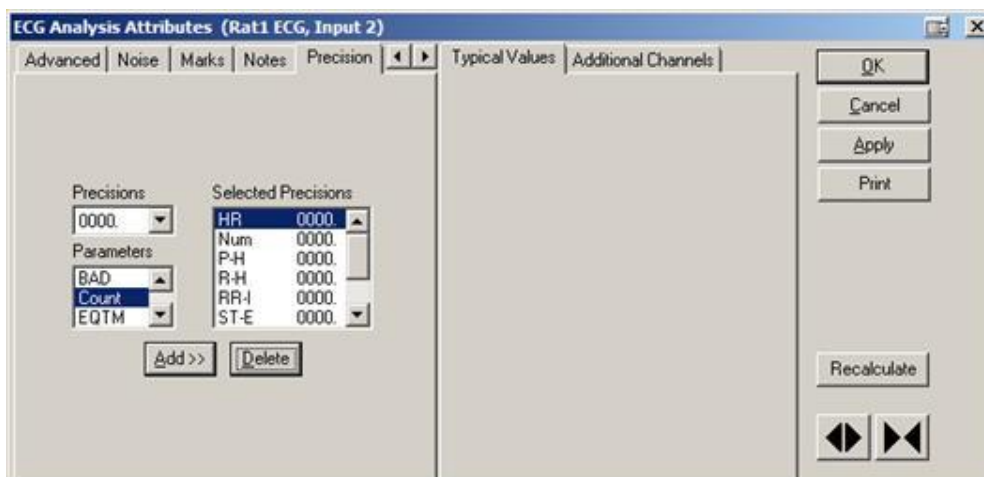 ECG Analysis Attributes (Rat1 ECG, Input 2)
Advanced Noise Marks Notes Precision
Typical Values Additional Channels
OK
Cancel
Apply
Print
Precisions
0000.
Parameters
BAD
Count
EQTM
Selected Precisions
HR 0000.
Num 0000.
P-H 0000.
R-H 0000.
RR-I 0000.
ST-E 0000.
Add >> Delete
Recalculate